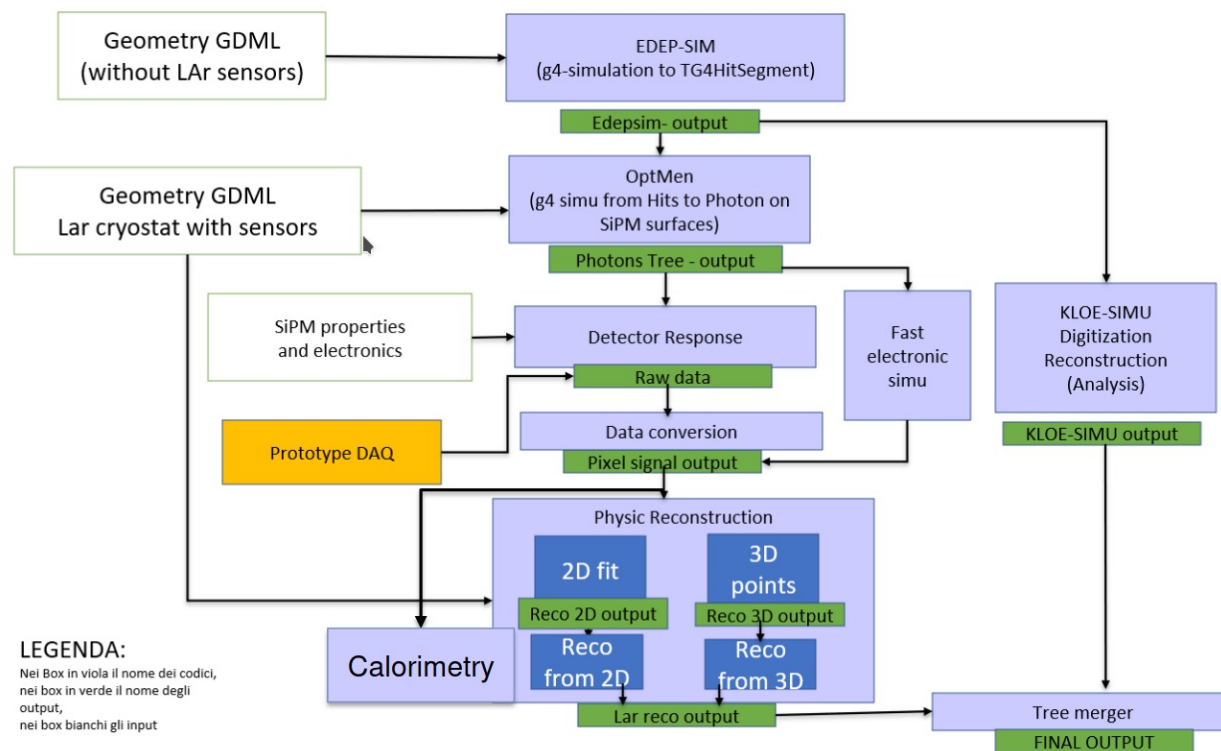 Geometry GDML
(without LAr sensors)
EDEP-SIM
(g4-simulation to TG4HitSegment)
Edepsim- output
Geometry GDML
Lar cryostat with sensors
OptMen
(g4 simu from Hits to Photon on
SiPM surfaces)
Photons Tree - output
SiPM properties
and electronics
Detector Response
Raw data
Fast
electronic
simu
KLOE-SIMU
Digitization
Reconstruction
(Analysis)
KLOE-SIMU output
Prototype DAQ
Data conversion
Pixel signal output
Physic Reconstruction
2D fit
3D
points
Reco 2D output
Reco 3D output
Calorimetry
Reco
from 2D
Reco
from 3D
Lar reco output
Tree merger
FINAL OUTPUT
LEGENDA:
Nei Box in viola il nome dei codici,
nei box in verde il nome degli
output,
nei box bianchi gli input